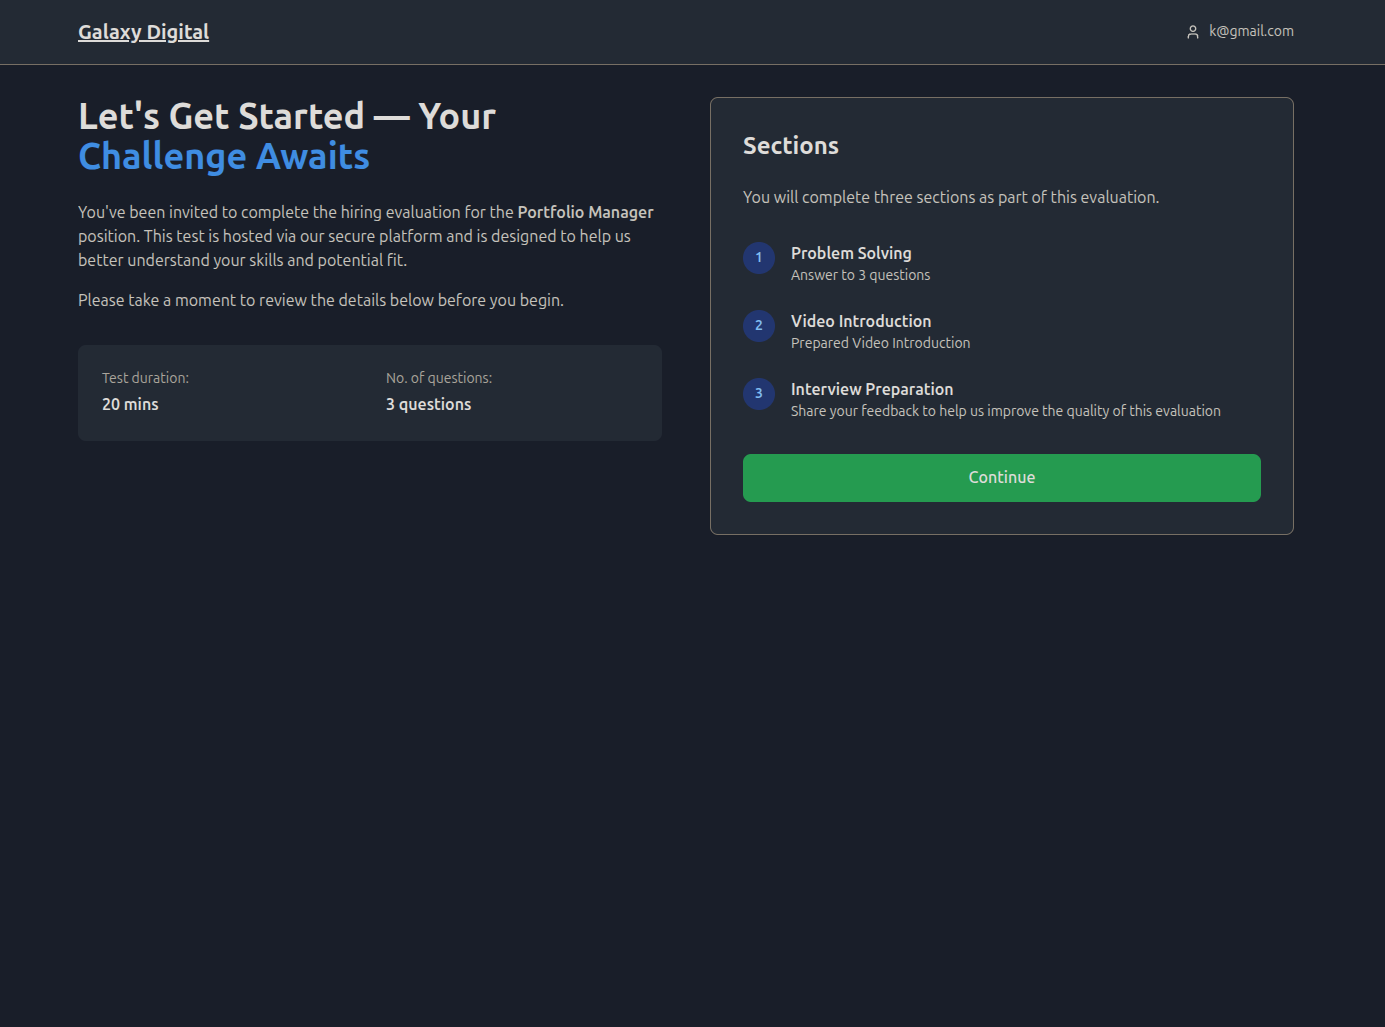 Galaxy Digital
k@gmail.com
Let's Get Started — Your
Challenge Awaits
You've been invited to complete the hiring evaluation for the Portfolio Manager
position. This test is hosted via our secure platform and is designed to help us
better understand your skills and potential fit.
Please take a moment to review the details below before you begin.
Test duration:
20 mins
No. of questions:
3 questions
Sections
You will complete three sections as part of this evaluation.
1
Problem Solving
Answer to 3 questions
2
Video Introduction
Prepared Video Introduction
3
Interview Preparation
Share your feedback to help us improve the quality of this evaluation
Continue